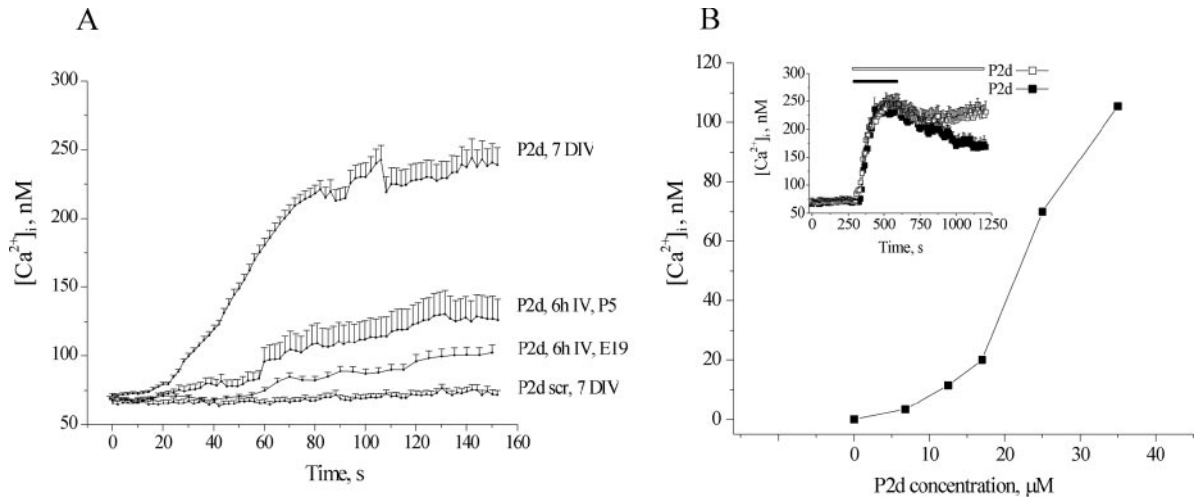 A
300
250
200
150
100
50
[Ca²⁺]ᵢ, nM
0
20
40
60
80
100
120
140
160
Time, s
P2d, 7 DIV
P2d, 6h IV, P5
P2d, 6h IV, E19
P2d scr, 7 DIV
B
120
100
80
60
40
20
0
[Ca²⁺]ᵢ, nM
0
10
20
30
40
P2d concentration, µM
300
250
200
150
100
50
[Ca²⁺]ᵢ, nM
0
250
500
750
1000
1250
Time, s
P2d
P2d